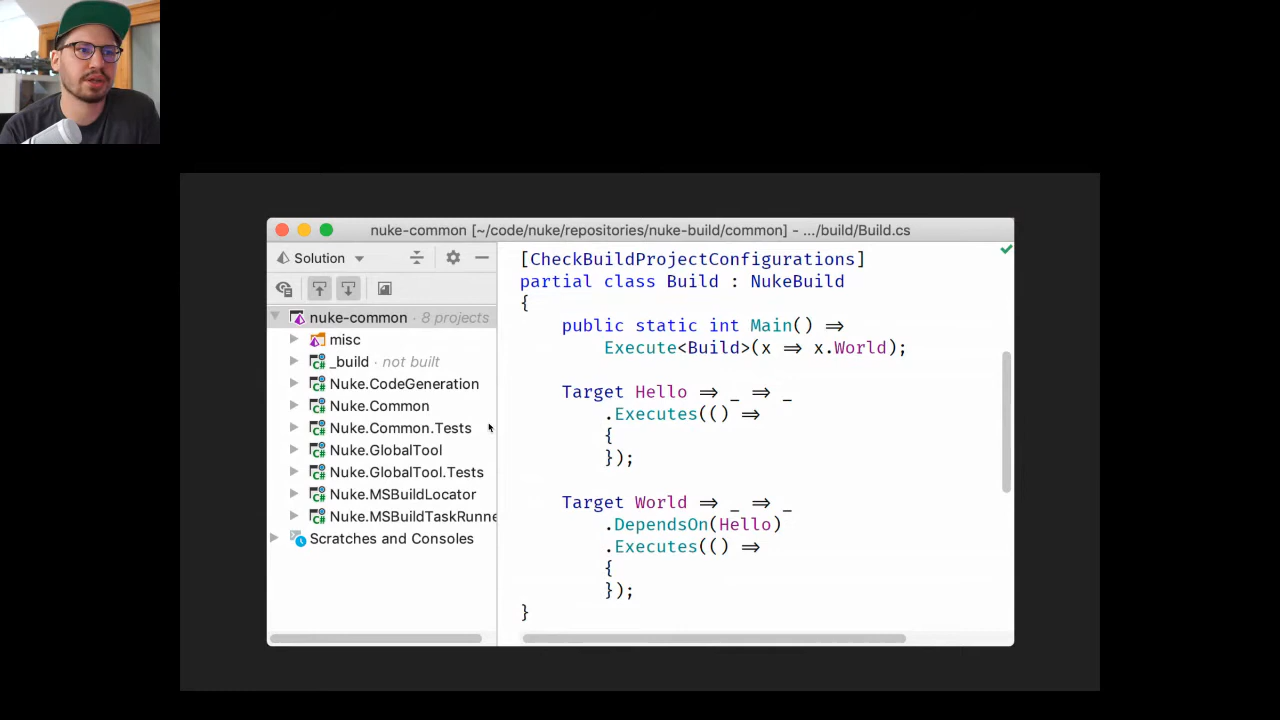 nuke-common [~/code/nuke/repositories/nuke-build/common] - .../build/Build.cs
Solution
nuke-common · 8 projects
misc
_build · not built
Nuke.CodeGeneration
Nuke.Common
Nuke.Common.Tests
Nuke.GlobalTool
Nuke.GlobalTool.Tests
Nuke.MSBuildLocator
Nuke.MSBuildTaskRunne
Scratches and Consoles
[CheckBuildProjectConfigurations]
partial class Build : NukeBuild
{
public static int Main() ⇒
Execute<Build>(x ⇒ x.World);
Target Hello ⇒ _ ⇒ _
.Executes(() ⇒
{
});
Target World ⇒ _ ⇒ _
.DependsOn(Hello)
.Executes(() ⇒
{
});
}